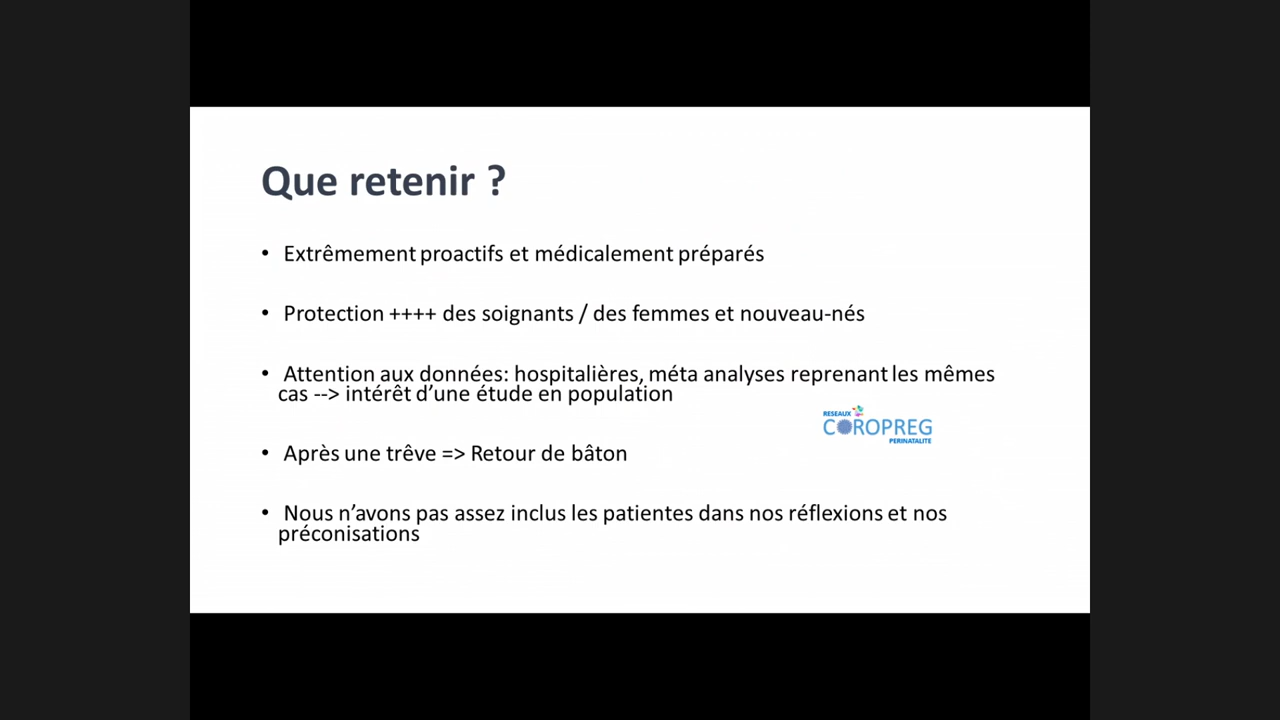 Que retenir ?
• Extrêmement proactifs et médicalement préparés
• Protection ++++ des soignants / des femmes et nouveau-nés
• Attention aux données: hospitalières, méta analyses reprenant les mêmes
cas --> intérêt d’une étude en population
RESEAUX
COROPREG
PERINATALITE
• Après une trêve => Retour de bâton
• Nous n’avons pas assez inclus les patientes dans nos réflexions et nos
préconisations